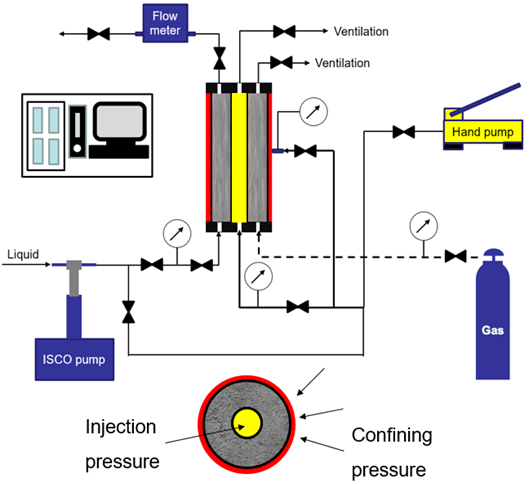 Flow
meter
Ventilation
Ventilation
Hand pump
Liquid
Gas
ISCO pump
Injection
pressure
Confining
pressure